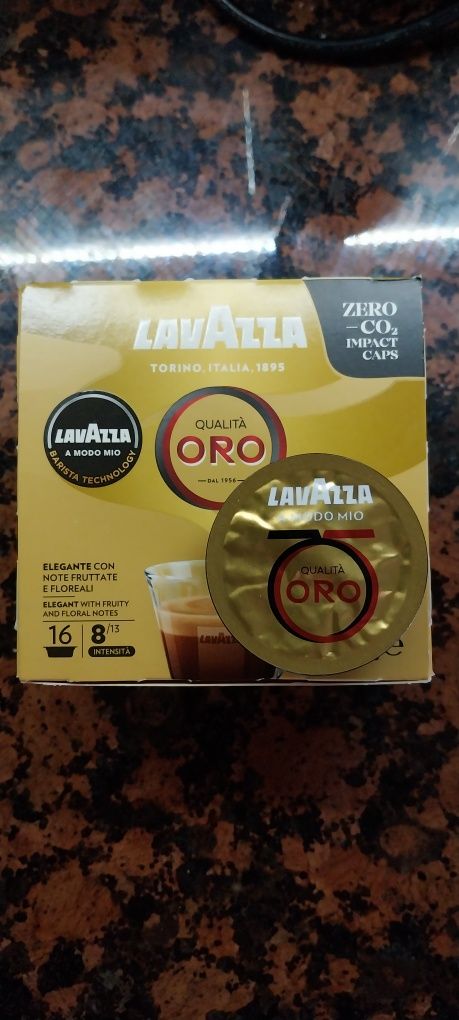 LAVAZZA
TORINO, ITALIA, 1895
ZERO
–CO₂
IMPACT
CAPS
LAVAZZA
A MODO MIO
BARISTA TECHNOLOGY
QUALITÀ
ORO
DAL 1956
ELEGANTE CON
NOTE FRUTTATE
E FLOREALI
ELEGANT WITH FRUITY
AND FLORAL NOTES
16
8/13
INTENSITÀ
LAVAZZA
LAVAZZA
A MODO MIO
QUALITÀ
ORO